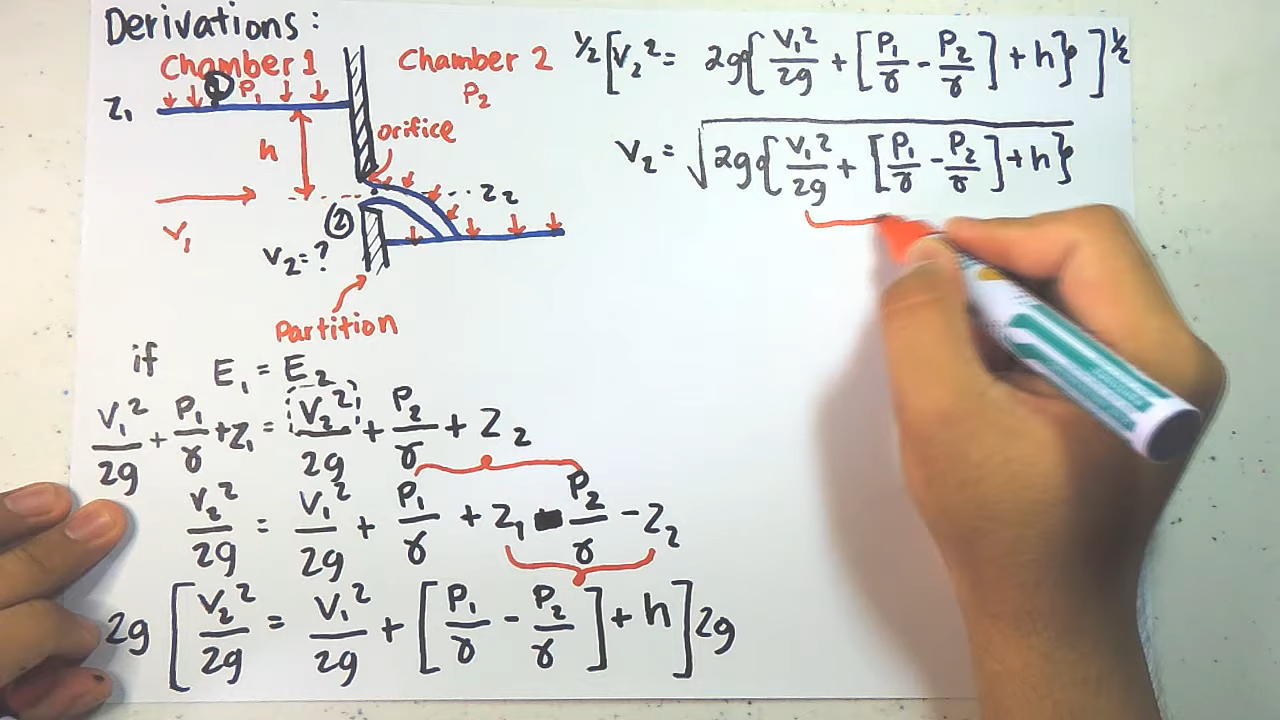 Derivations:
Chamber 1
Chamber 2
① P₁
P₂
Z₁
orifice
h
Z₂
②
V₁
V₂ = ?
Partition
if
E₁ = E₂
V₁²/2g + P₁/γ + Z₁ = V₂²/2g + P₂/γ + Z₂
V₂²/2g = V₁²/2g + P₁/γ + Z₁ - P₂/γ - Z₂
2g [V₂²/2g = V₁²/2g + [P₁/γ - P₂/γ] + h] 2g
1/2 [V₂² = 2g{V₁²/2g + [P₁/γ - P₂/γ] + h}]^1/2
V₂ = √2g{V₁²/2g + [P₁/γ - P₂/γ] + h}